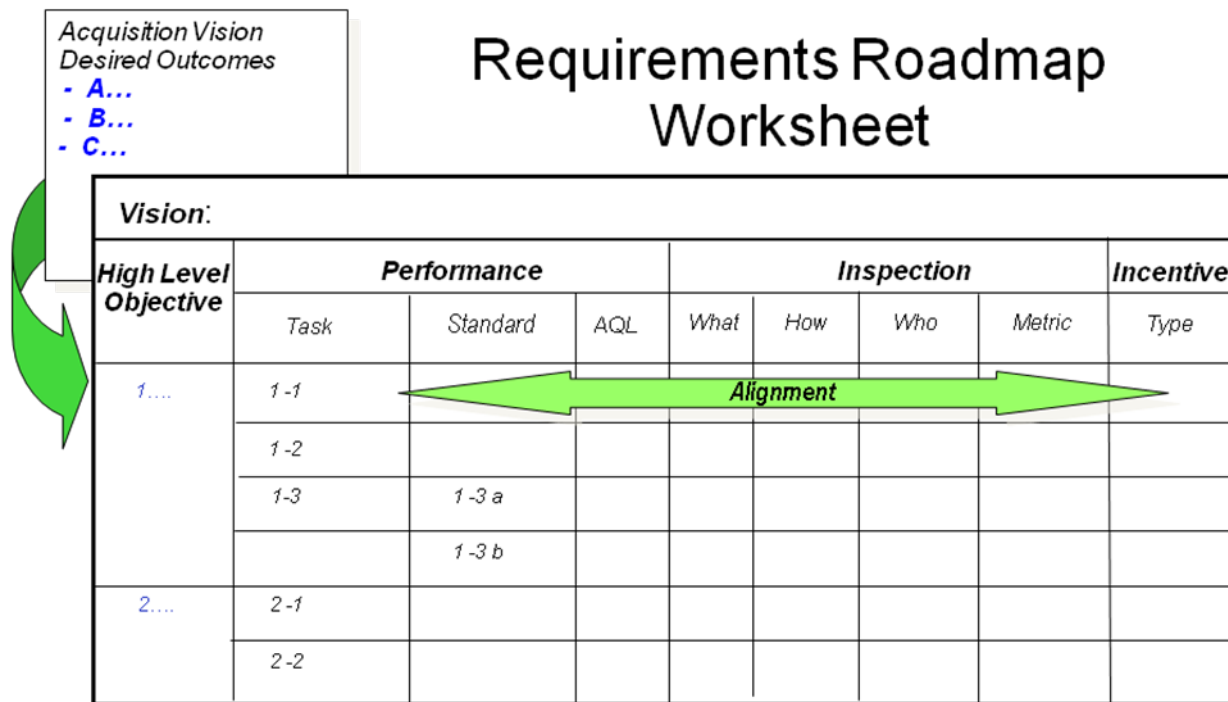 Acquisition Vision
Desired Outcomes
- A...
- B...
- C...
Requirements Roadmap
Worksheet
Vision:
High Level
Objective
Performance
Inspection
Incentive
Task
Standard
AQL
What
How
Who
Metric
Type
1....
1 -1
Alignment
1 -2
1-3
1 -3 a
1 -3 b
2....
2 -1
2 -2